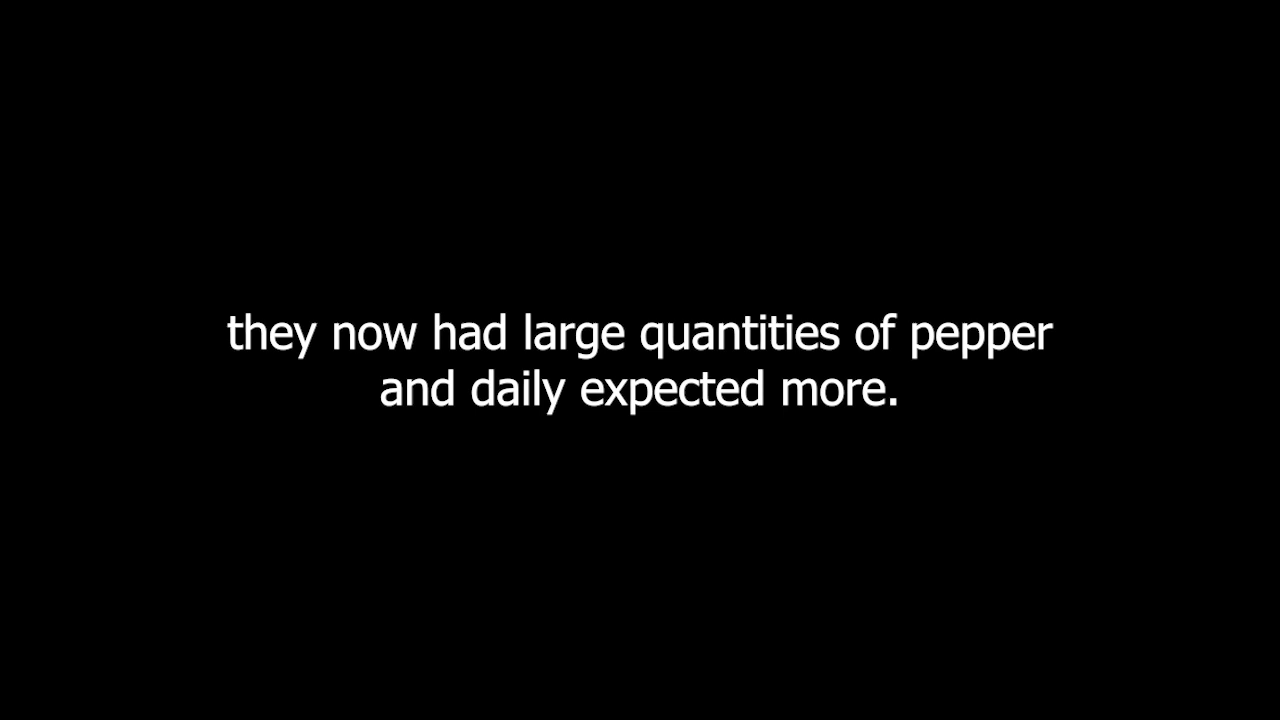 they now had large quantities of pepper
and daily expected more.